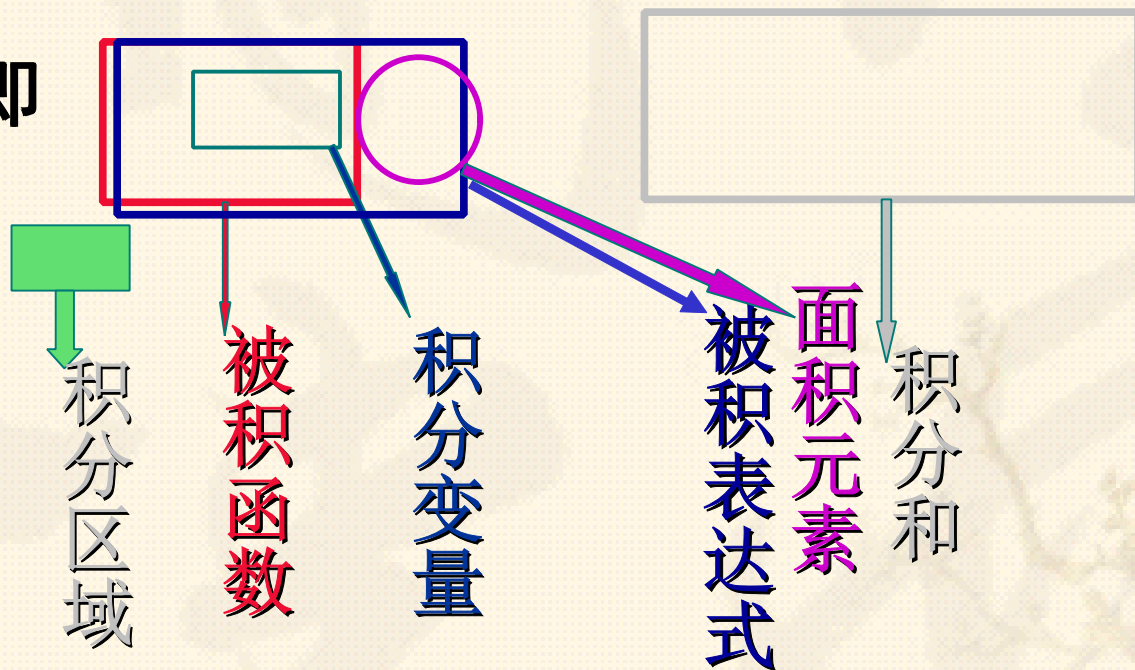 即
积分区域
被积函数
积分变量
被积表达式
面积元素
积分和